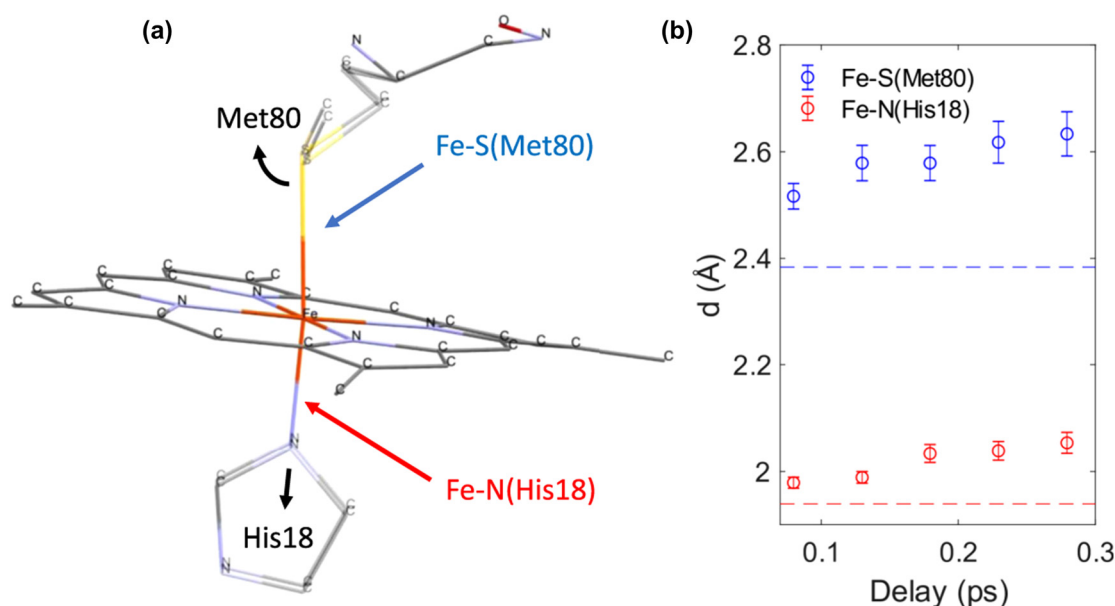 (a)
N
O
N
C
C
C
C
C
Met80
C
S
Fe-S(Met80)
C
C
C
C
C
C
C
N
C
C
C
N
Fe
N
C
C
C
C
C
C
C
N
C
C
C
C
C
C
N
C
C
Fe-N(His18)
His18
N
C
(b)
2.8
Fe-S(Met80)
Fe-N(His18)
2.6
2.4
d (Å)
2.2
2
0.1
0.2
0.3
Delay (ps)